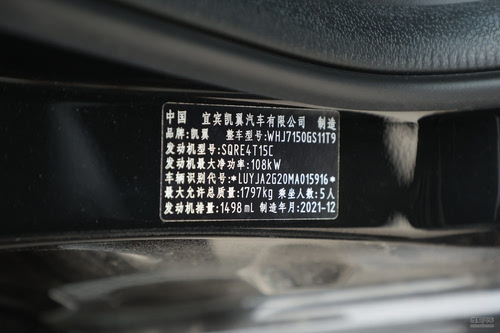 中国 宜宾凯翼汽车有限公司 制造
品牌:凯翼 整车型号:WHJ7150GS11T9
发动机型号:SQRE4T15C
发动机最大净功率:108kW
车辆识别代号:*LUYJA2G20MA015916*
最大允许总质量:1797kg 乘坐人数:5人
发动机排量:1498mL 制造年月:2021-12